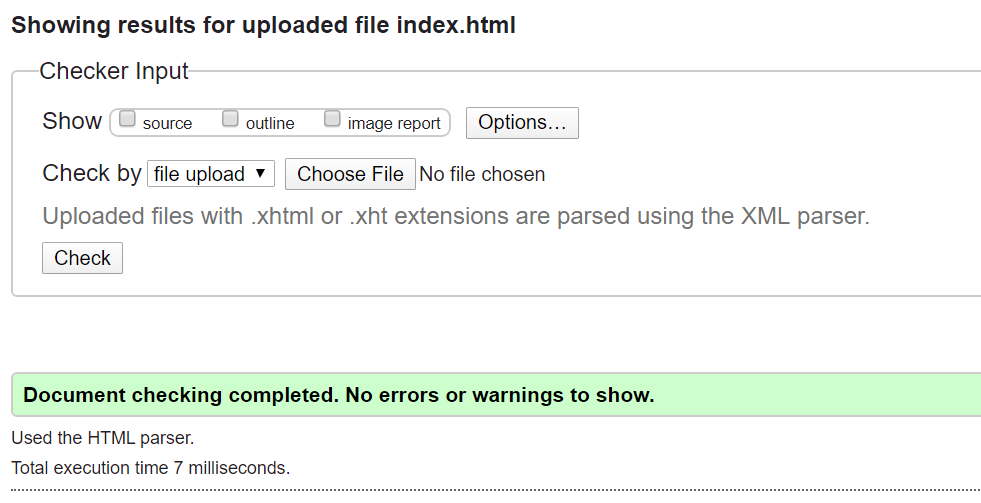 Showing results for uploaded file index.html
Checker Input
Show source outline image report Options...
Check by file upload Choose File No file chosen
Uploaded files with .xhtml or .xht extensions are parsed using the XML parser.
Check
Document checking completed. No errors or warnings to show.
Used the HTML parser.
Total execution time 7 milliseconds.